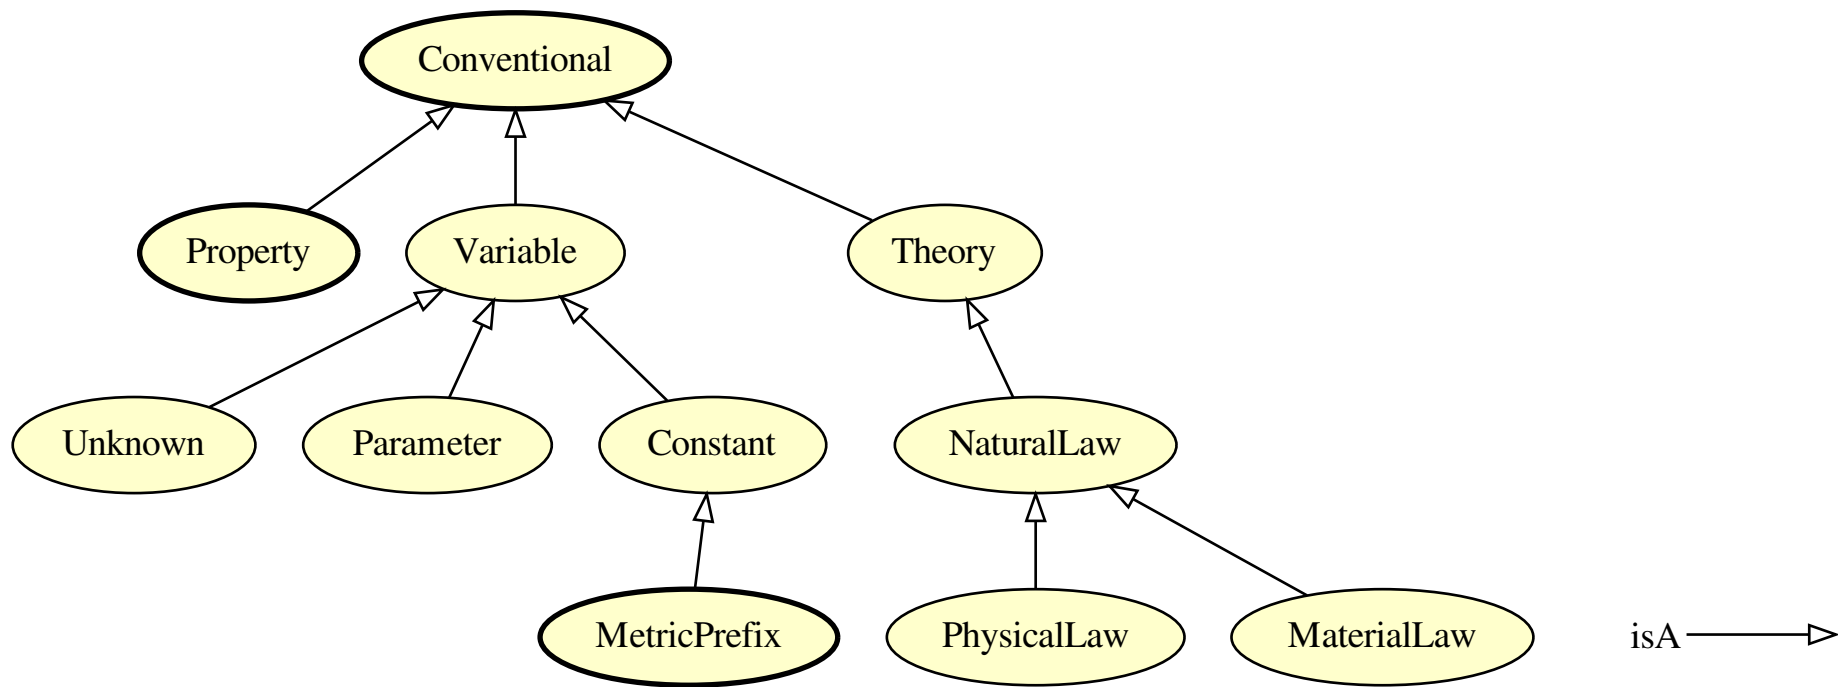 Conventional
Property
Variable
Theory
Unknown
Parameter
Constant
NaturalLaw
MetricPrefix
PhysicalLaw
MaterialLaw
isA